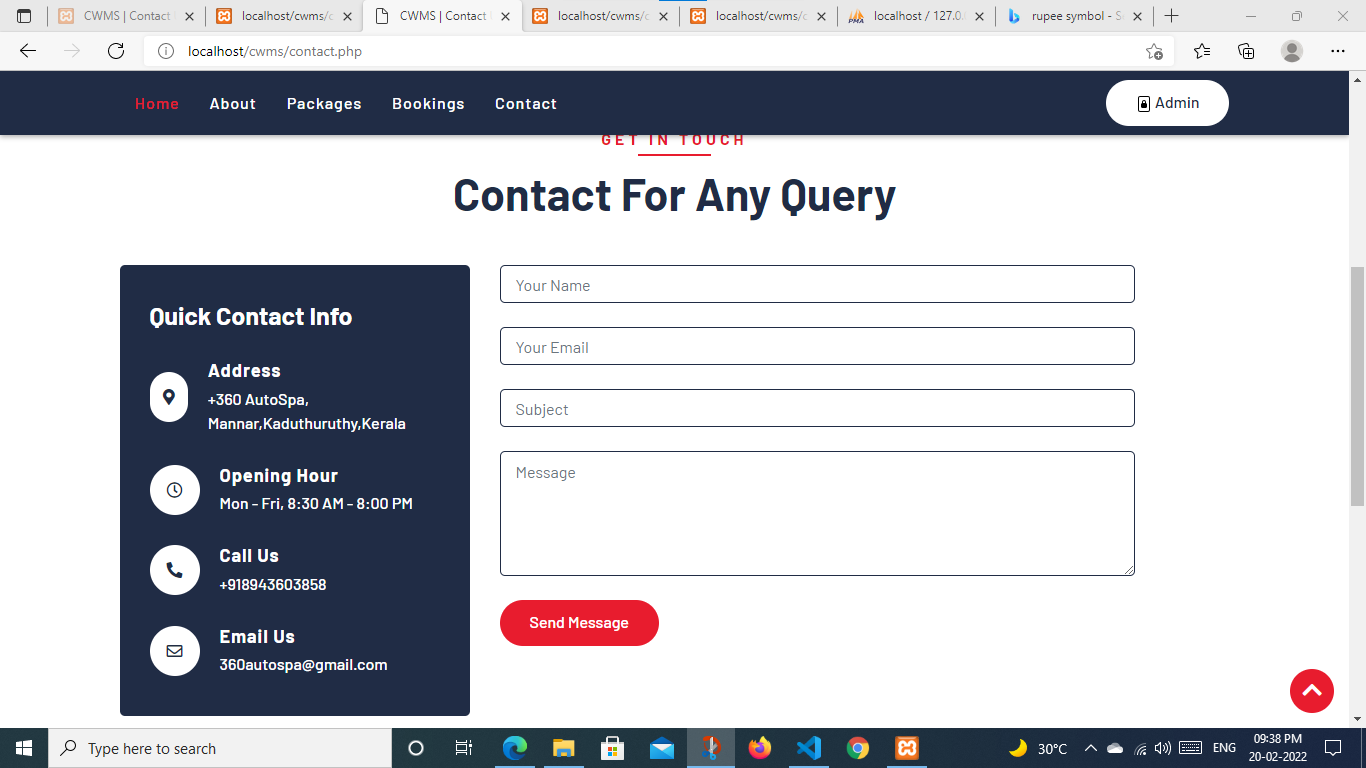 CWMS | Contact
localhost/cwms/c
CWMS | Contact
localhost/cwms/
localhost/cwms/c
localhost / 127.0.
rupee symbol - S
localhost/cwms/contact.php
Home
About
Packages
Bookings
Contact
Admin
GET IN TOUCH
Contact For Any Query
Quick Contact Info
Address
+360 AutoSpa,
Mannar,Kaduthuruthy,Kerala
Opening Hour
Mon - Fri, 8:30 AM - 8:00 PM
Call Us
+918943603858
Email Us
360autospa@gmail.com
Your Name
Your Email
Subject
Message
Send Message
Type here to search
30°C
ENG
09:38 PM
20-02-2022